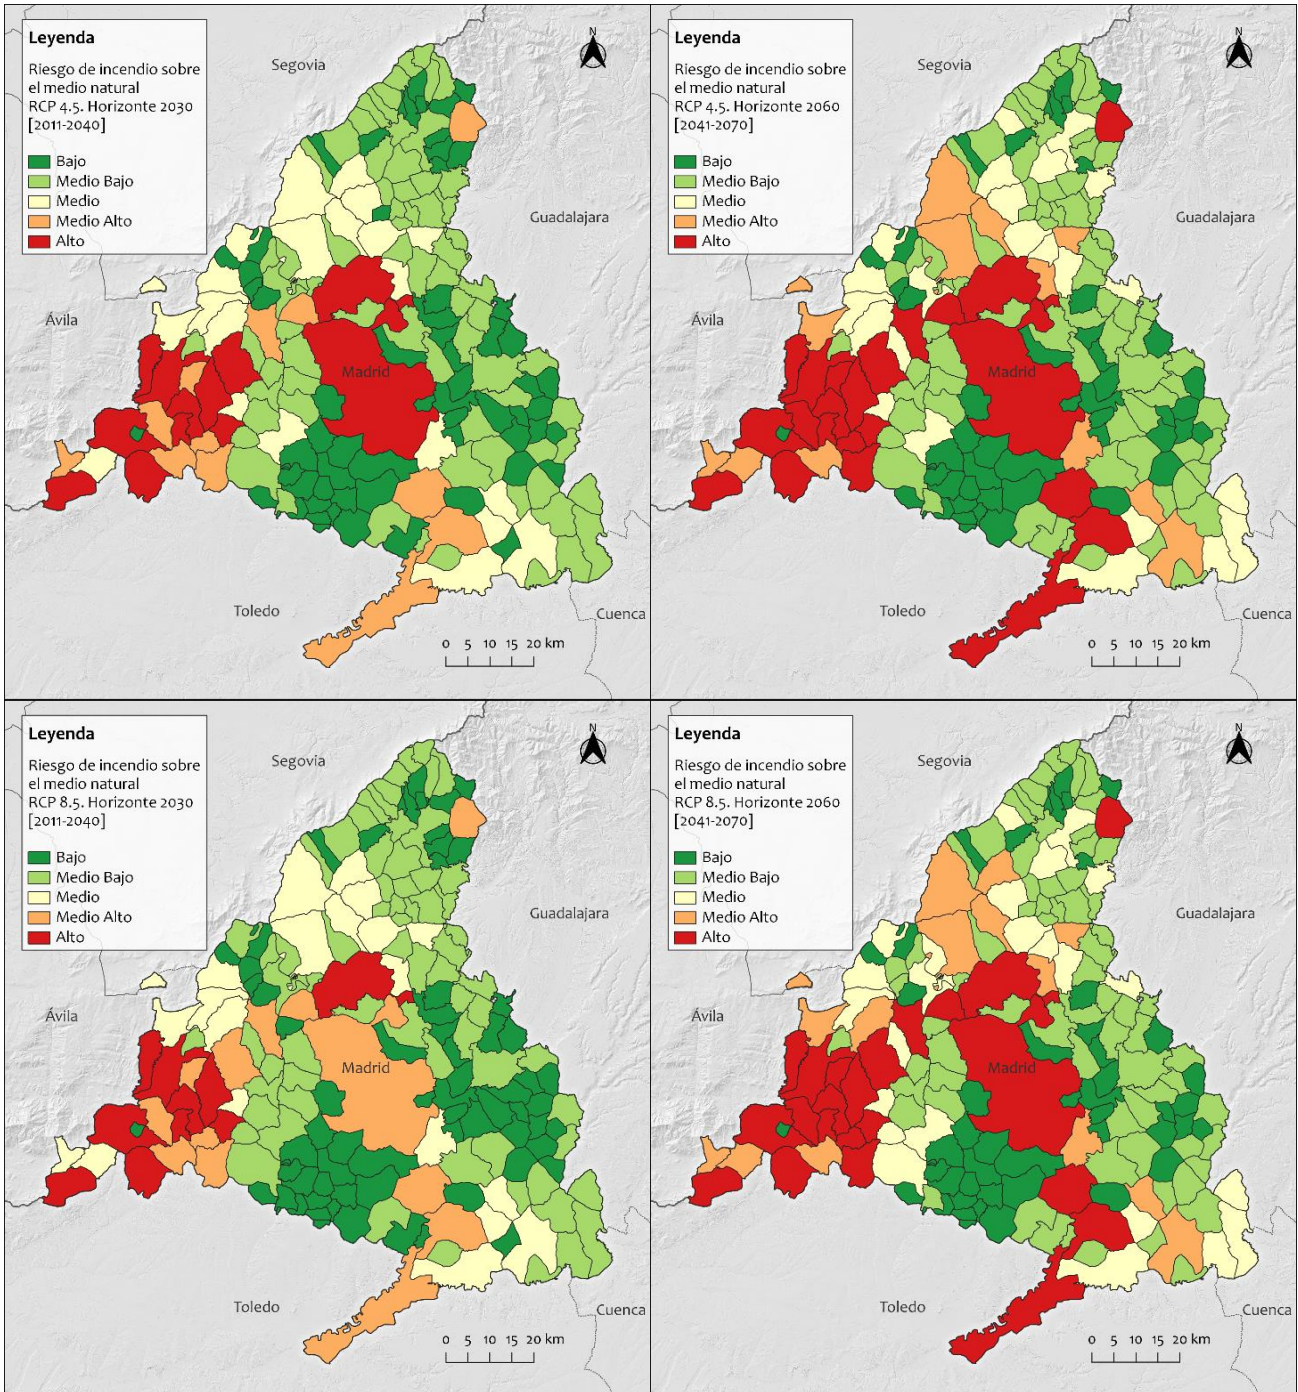 Leyenda
Riesgo de incendio sobre
el medio natural
RCP 4.5. Horizonte 2030
[2011-2040]
Bajo
Medio Bajo
Medio
Medio Alto
Alto
N
Segovia
Guadalajara
Ávila
Madrid
Toledo
Cuenca
0 5 10 15 20 km
Leyenda
Riesgo de incendio sobre
el medio natural
RCP 4.5. Horizonte 2060
[2041-2070]
Bajo
Medio Bajo
Medio
Medio Alto
Alto
N
Segovia
Guadalajara
Ávila
Madrid
Toledo
Cuenca
0 5 10 15 20 km
Leyenda
Riesgo de incendio sobre
el medio natural
RCP 8.5. Horizonte 2030
[2011-2040]
Bajo
Medio Bajo
Medio
Medio Alto
Alto
N
Segovia
Guadalajara
Ávila
Madrid
Toledo
Cuenca
0 5 10 15 20 km
Leyenda
Riesgo de incendio sobre
el medio natural
RCP 8.5. Horizonte 2060
[2041-2070]
Bajo
Medio Bajo
Medio
Medio Alto
Alto
N
Segovia
Guadalajara
Ávila
Madrid
Toledo
Cuenca
0 5 10 15 20 km